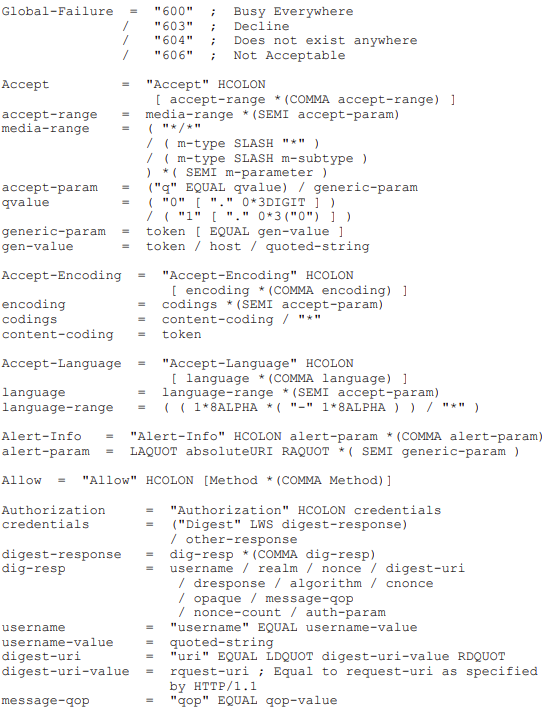 Global-Failure  =  "600"  ;  Busy Everywhere
/   "603"  ;  Decline
/   "604"  ;  Does not exist anywhere
/   "606"  ;  Not Acceptable
Accept         =  "Accept" HCOLON
[ accept-range *(COMMA accept-range) ]
accept-range   =  media-range *(SEMI accept-param)
media-range    =  ( "*/*"
/ ( m-type SLASH "*" )
/ ( m-type SLASH m-subtype )
) *( SEMI m-parameter )
accept-param   =  ("q" EQUAL qvalue) / generic-param
qvalue         =  ( "0" [ "." 0*3DIGIT ] )
/ ( "1" [ "." 0*3("0") ] )
generic-param  =  token [ EQUAL gen-value ]
gen-value      =  token / host / quoted-string
Accept-Encoding  =  "Accept-Encoding" HCOLON
[ encoding *(COMMA encoding) ]
encoding         =  codings *(SEMI accept-param)
codings          =  content-coding / "*"
content-coding   =  token
Accept-Language  =  "Accept-Language" HCOLON
[ language *(COMMA language) ]
language         =  language-range *(SEMI accept-param)
language-range   =  ( ( 1*8ALPHA *( "-" 1*8ALPHA ) ) / "*" )
Alert-Info   =  "Alert-Info" HCOLON alert-param *(COMMA alert-param)
alert-param  =  LAQUOT absoluteURI RAQUOT *( SEMI generic-param )
Allow  =  "Allow" HCOLON [Method *(COMMA Method)]
Authorization     =  "Authorization" HCOLON credentials
credentials       =  ("Digest" LWS digest-response)
/ other-response
digest-response   =  dig-resp *(COMMA dig-resp)
dig-resp          =  username / realm / nonce / digest-uri
/ dresponse / algorithm / cnonce
/ opaque / message-qop
/ nonce-count / auth-param
username          =  "username" EQUAL username-value
username-value    =  quoted-string
digest-uri        =  "uri" EQUAL LDQUOT digest-uri-value RDQUOT
digest-uri-value  =  rquest-uri ; Equal to request-uri as specified
by HTTP/1.1
message-qop       =  "qop" EQUAL qop-value